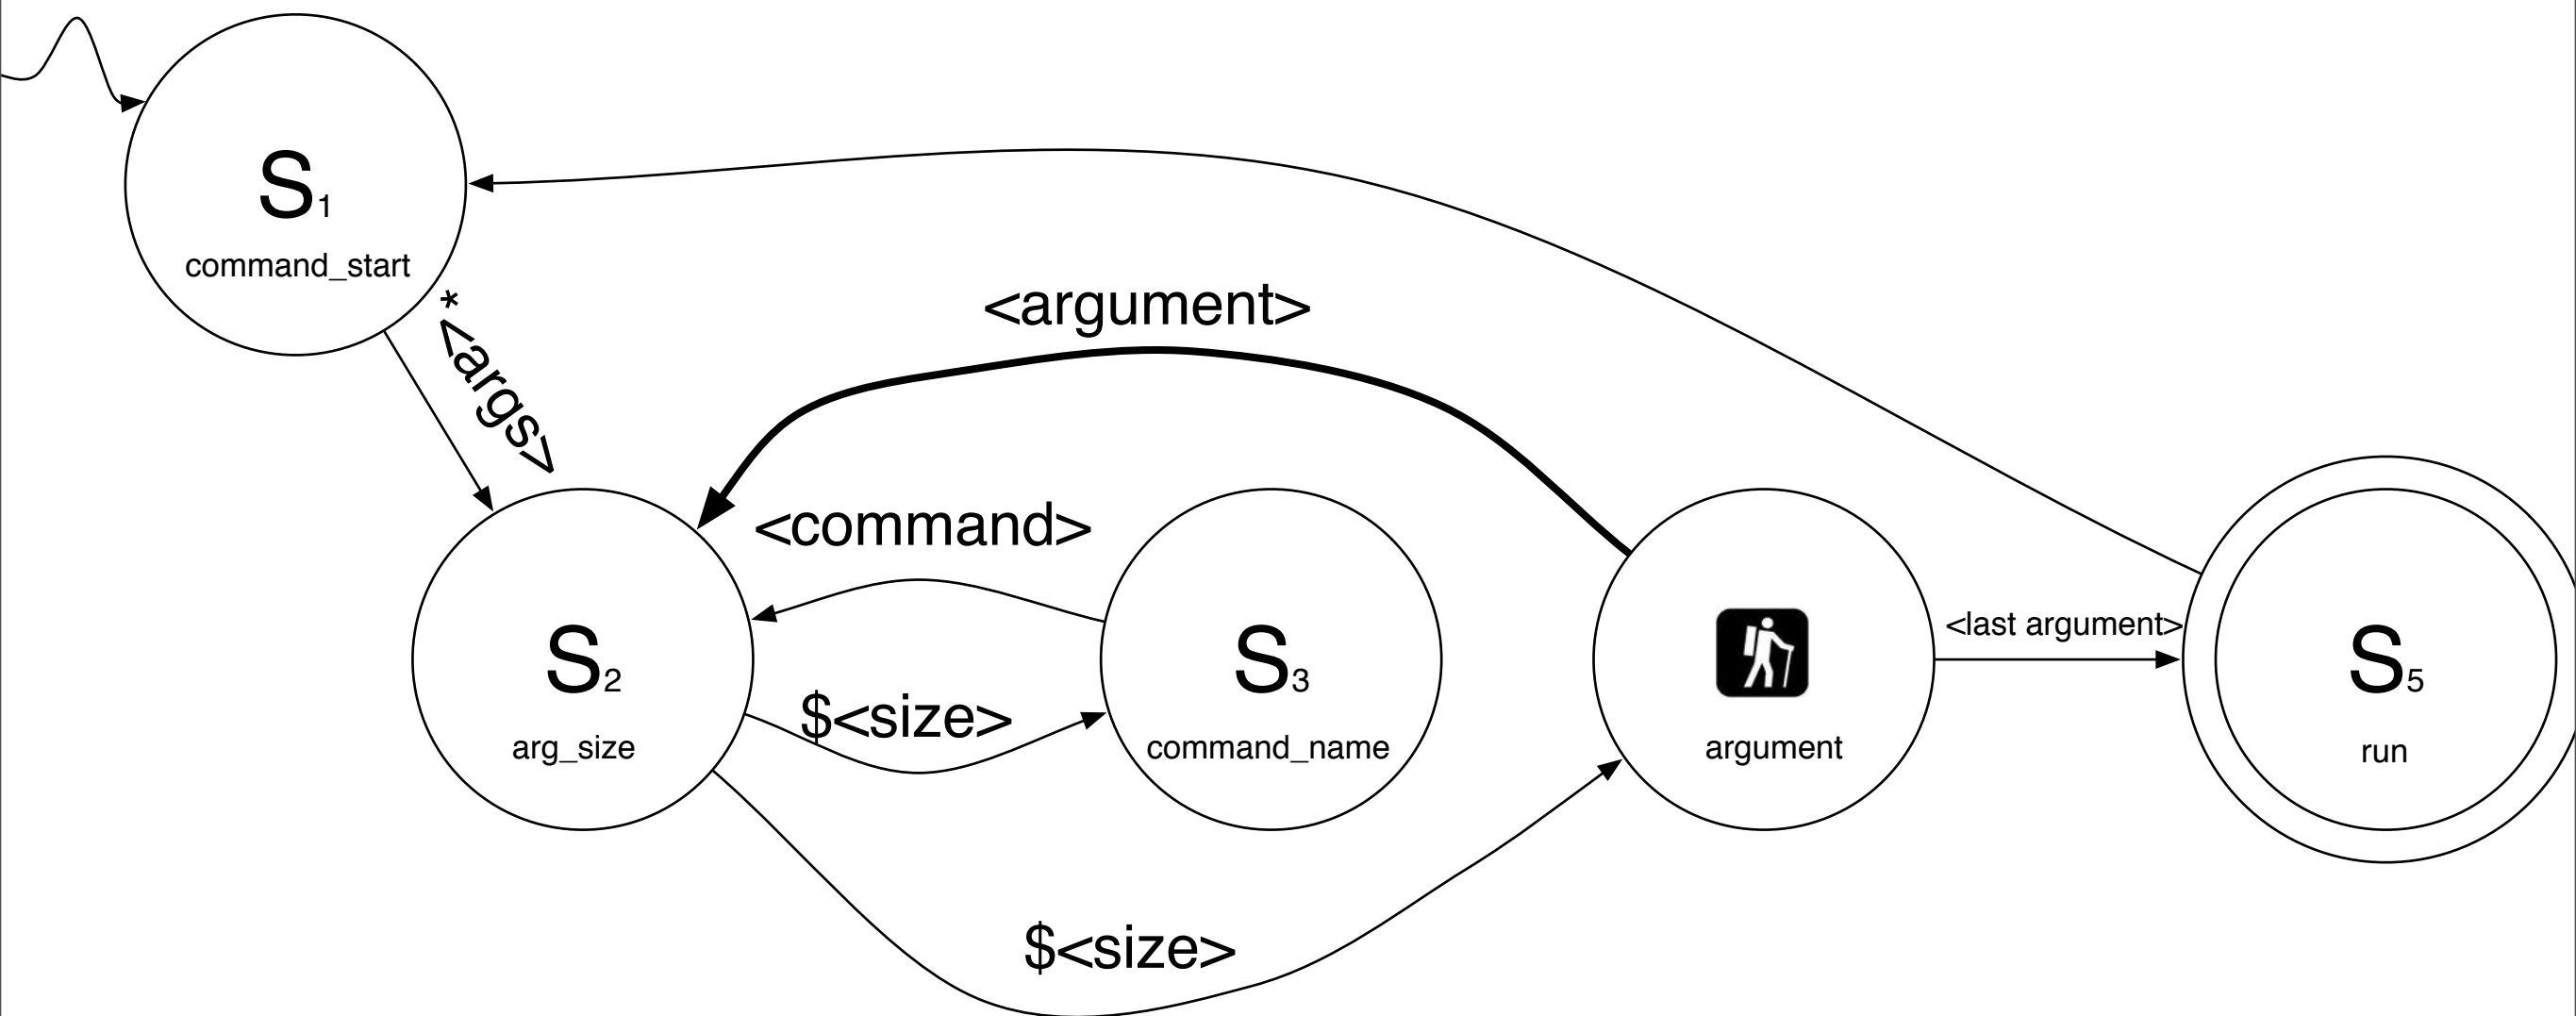 S1
command_start
*<args>
<argument>
<command>
S2
arg_size
$<size>
S3
command_name
argument
<last argument>
S5
run
$<size>